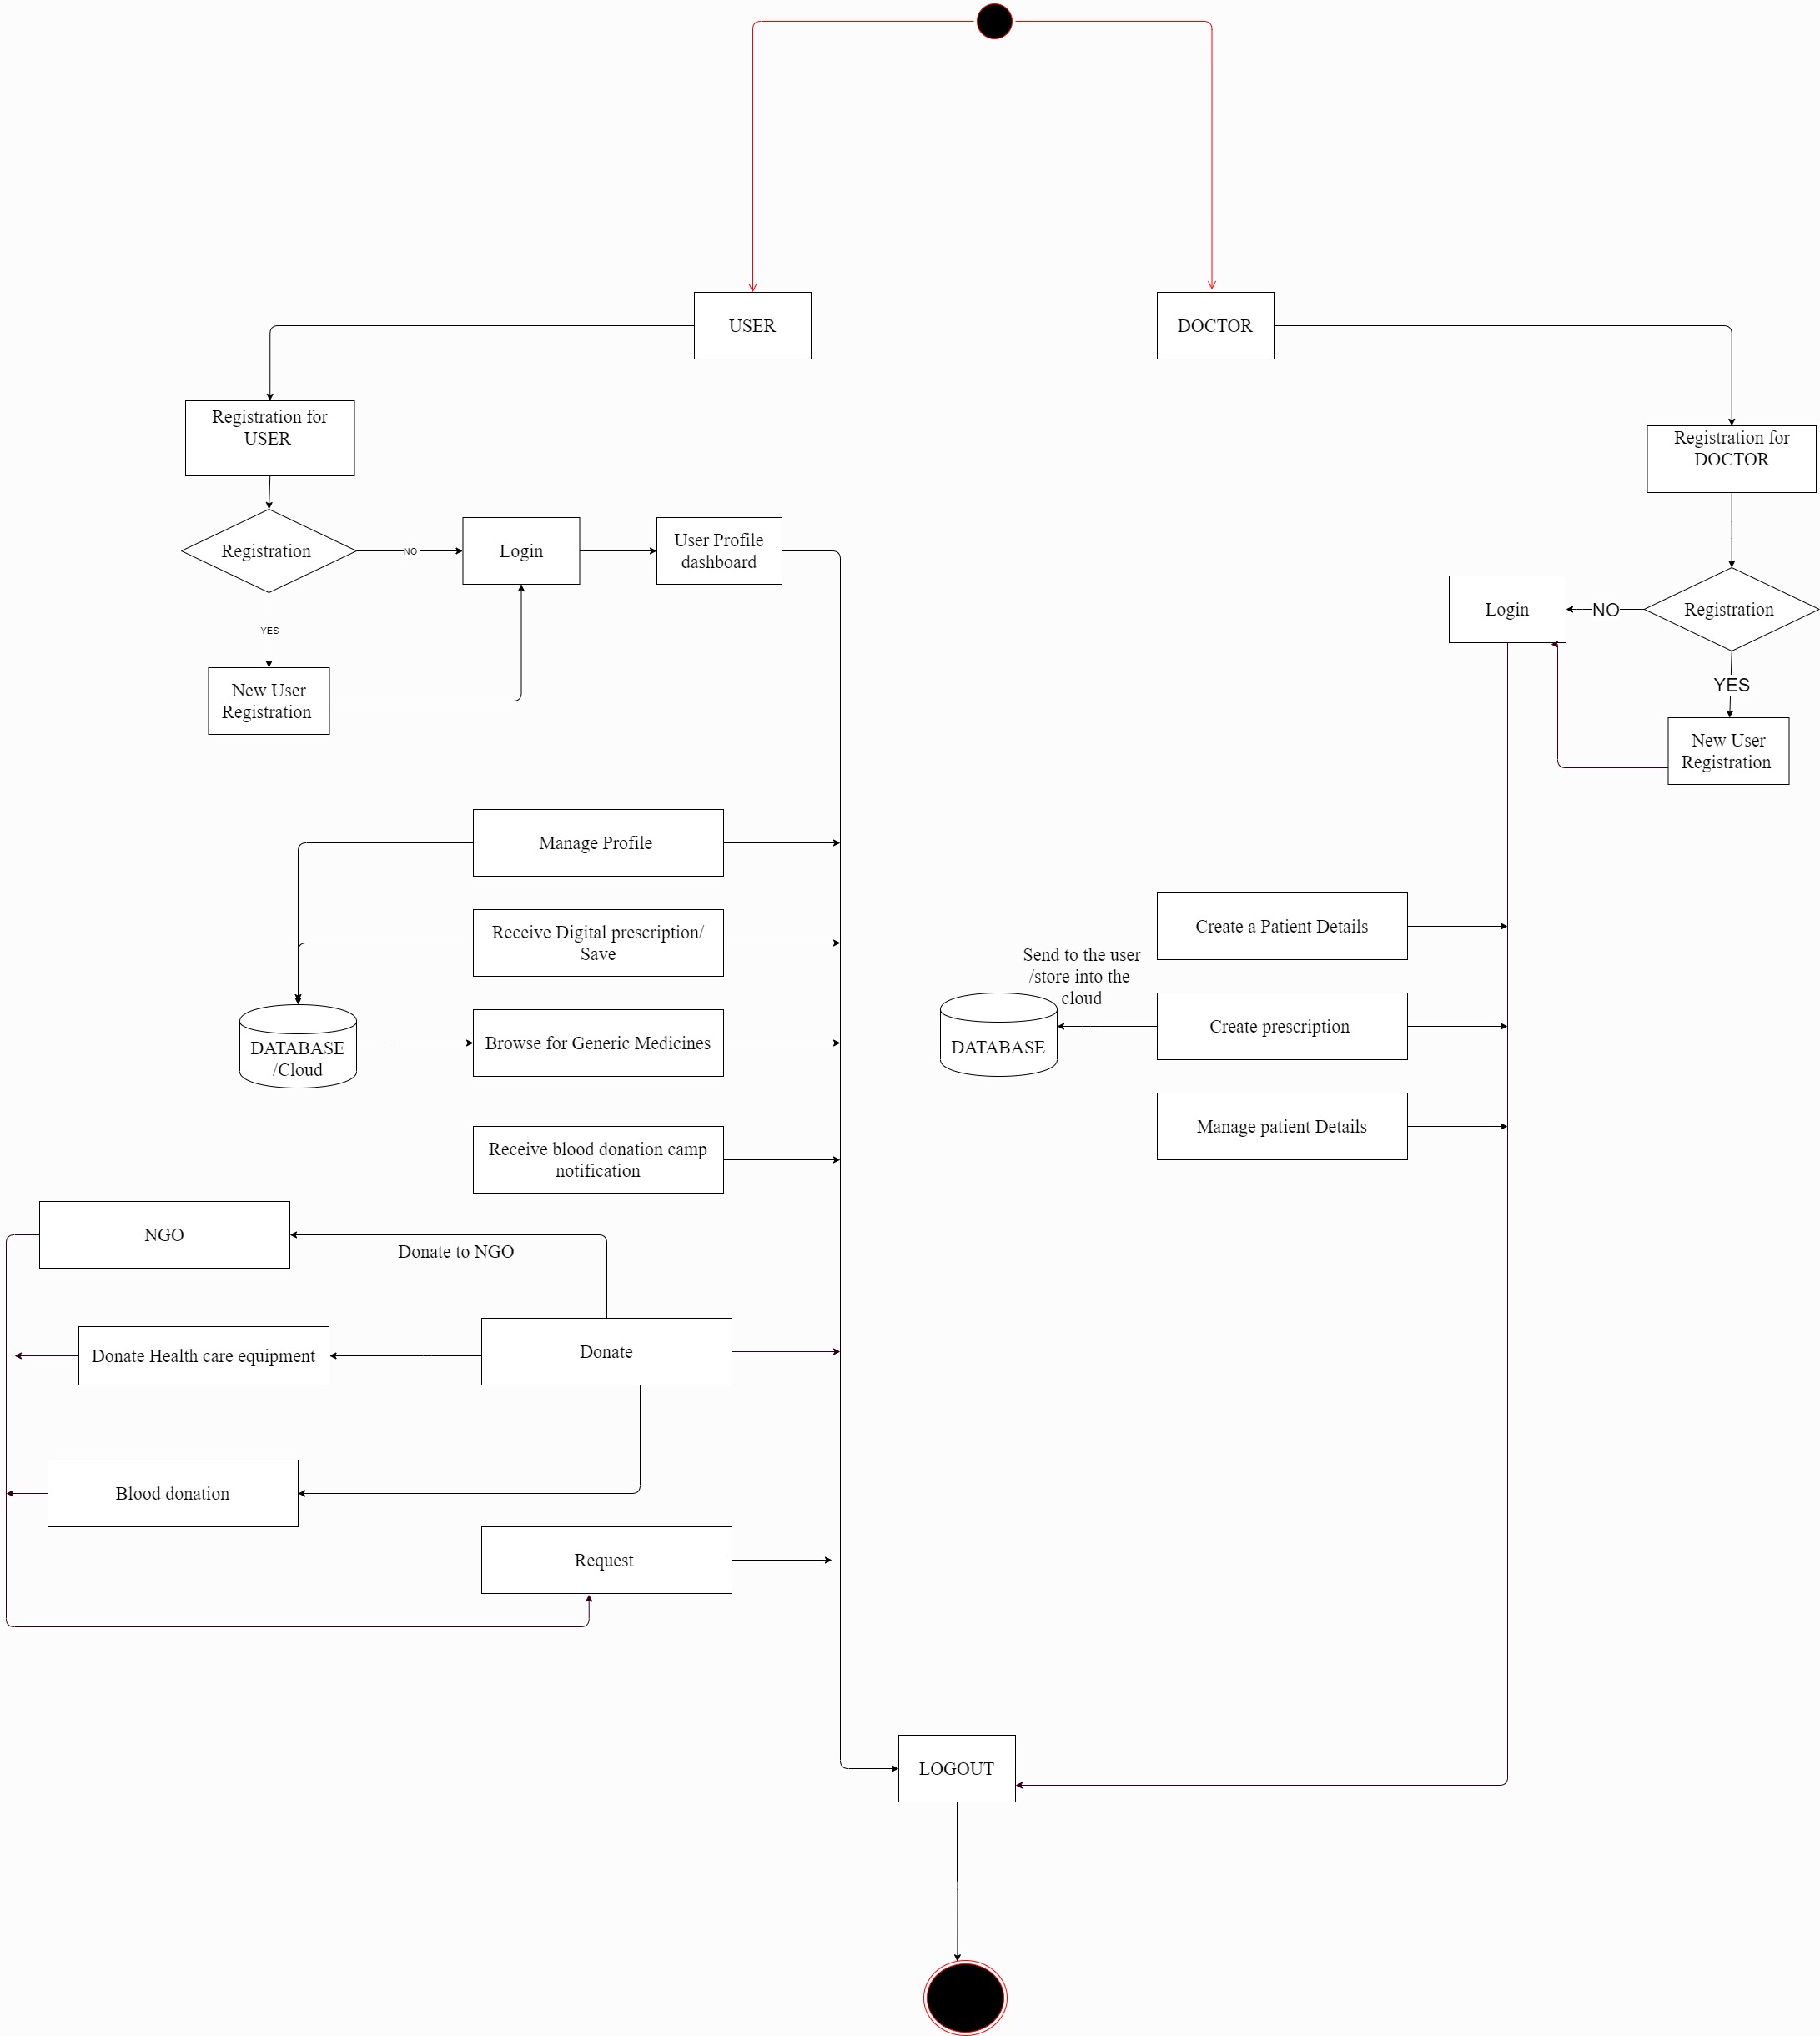 USER
DOCTOR
Registration for
USER
Registration for
DOCTOR
Registration
NO
Login
User Profile
dashboard
YES
New User
Registration
Login
NO
Registration
YES
New User
Registration
Manage Profile
Receive Digital prescription/
Save
DATABASE
/Cloud
Browse for Generic Medicines
Receive blood donation camp
notification
Create a Patient Details
Send to the user
/store into the
cloud
DATABASE
Create prescription
Manage patient Details
NGO
Donate to NGO
Donate Health care equipment
Donate
Blood donation
Request
LOGOUT